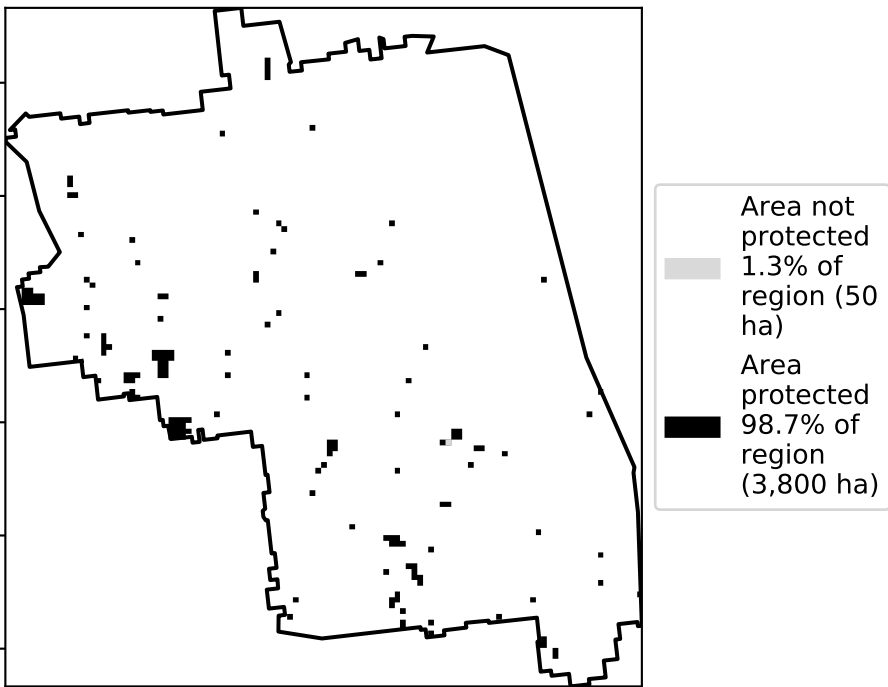 Area not
protected
1.3% of
region (50
ha)
Area
protected
98.7% of
region
(3,800 ha)